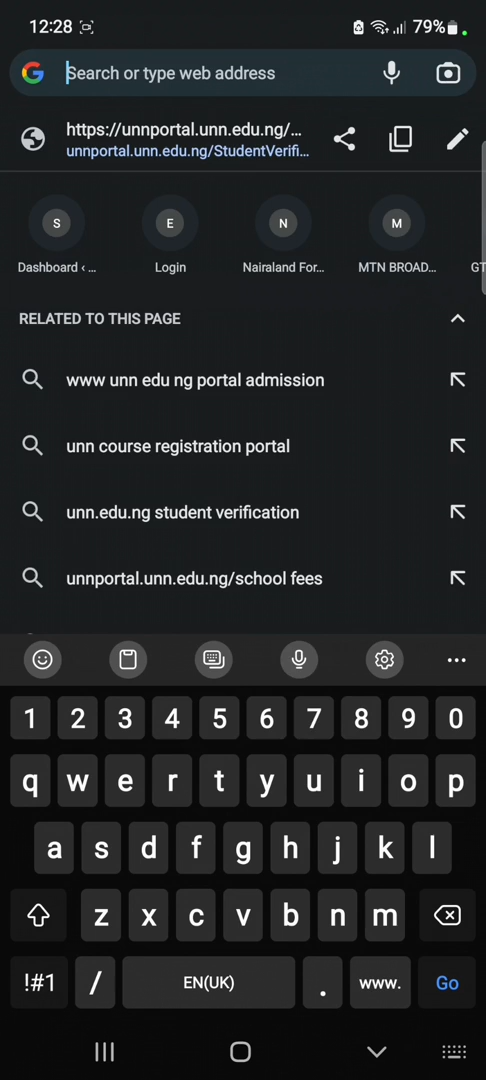 12:28 79%
Search or type web address
https://unnportal.unn.edu.ng/...
unnportal.unn.edu.ng/StudentVerifi...
S E N M
Dashboard ‹ ... Login Nairaland For... MTN BROAD... GT
RELATED TO THIS PAGE
www unn edu ng portal admission
unn course registration portal
unn.edu.ng student verification
unnportal.unn.edu.ng/school fees
1 2 3 4 5 6 7 8 9 0
q w e r t y u i o p
a s d f g h j k l
z x c v b n m
!#1 / EN(UK) . www. Go